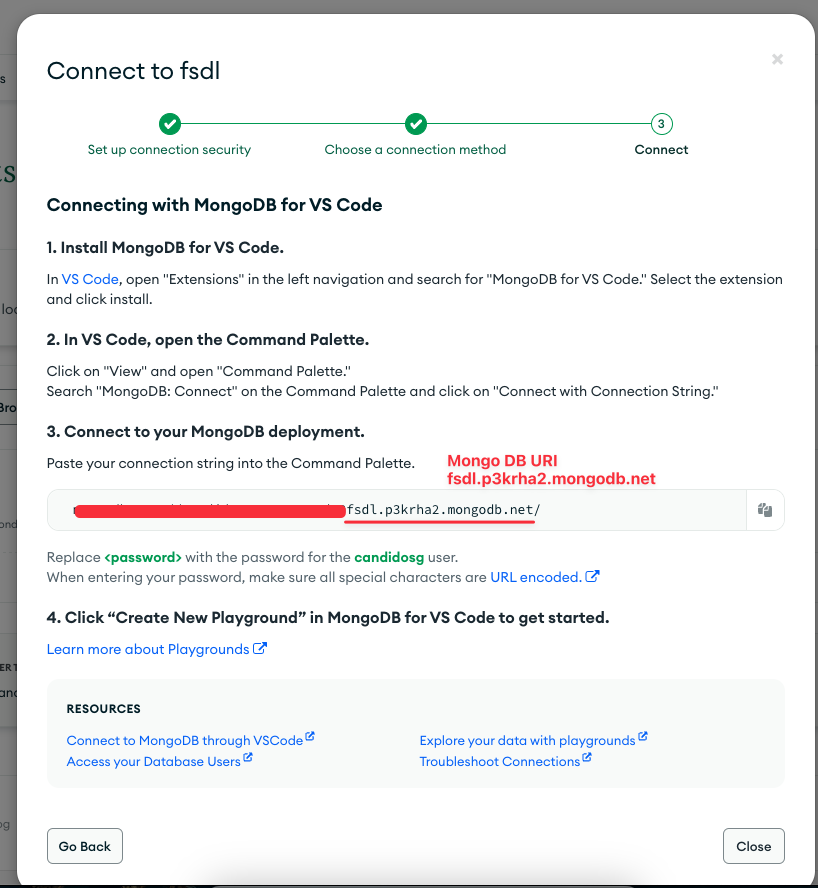 Connect to fsdl
3
Set up connection security
Choose a connection method
Connect
Connecting with MongoDB for VS Code
1. Install MongoDB for VS Code.
In VS Code, open "Extensions" in the left navigation and search for "MongoDB for VS Code." Select the extension
and click install.
2. In VS Code, open the Command Palette.
Click on "View" and open "Command Palette."
Search "MongoDB: Connect" on the Command Palette and click on "Connect with Connection String."
3. Connect to your MongoDB deployment.
Paste your connection string into the Command Palette.
Mongo DB URI
fsdl.p3krha2.mongodb.net
fsdl.p3krha2.mongodb.net/
Replace <password> with the password for the candidosg user.
When entering your password, make sure all special characters are URL encoded.
4. Click “Create New Playground” in MongoDB for VS Code to get started.
Learn more about Playgrounds
RESOURCES
Connect to MongoDB through VSCode
Explore your data with playgrounds
Access your Database Users
Troubleshoot Connections
Go Back
Close